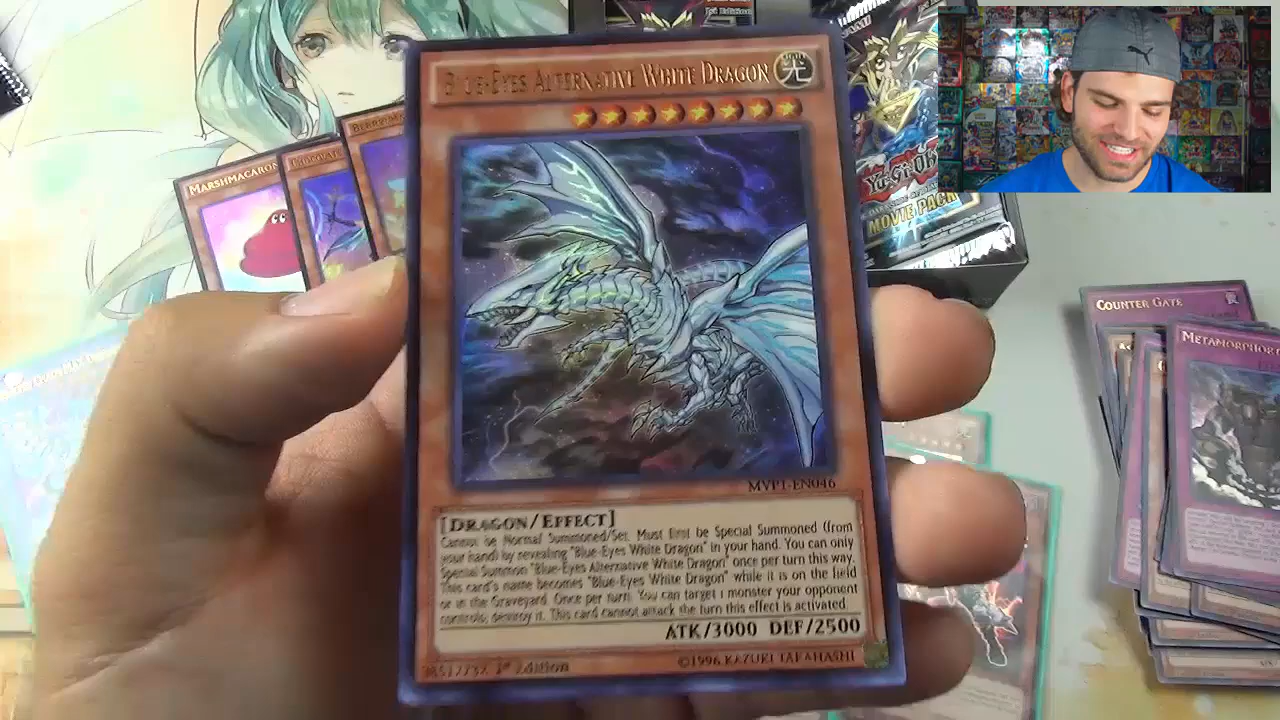 BLUE-EYES ALTERNATIVE WHITE DRAGON
光
MVP1-EN046
[DRAGON/EFFECT]
Cannot be Normal Summoned/Set. Must first be Special Summoned (from
your hand) by revealing "Blue-Eyes White Dragon" in your hand. You can only
Special Summon "Blue-Eyes Alternative White Dragon" once per turn this way.
This card's name becomes "Blue-Eyes White Dragon" while it is on the field
or in the Graveyard. Once per turn: You can target 1 monster your opponent
controls; destroy it. This card cannot attack the turn this effect is activated.
ATK/3000 DEF/2500
1st Edition
©1996 KAZUKI TAKAHASHI
MARSHMACARON
YU-GI-OH
MOVIE PACK
COUNTER GATE
METAMORPHO